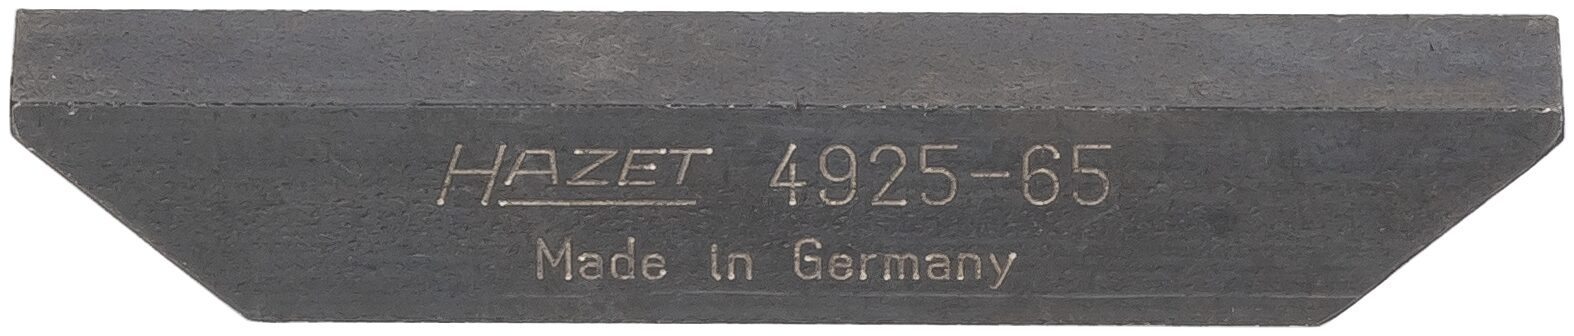 HAZET 4925-65
Made in Germany